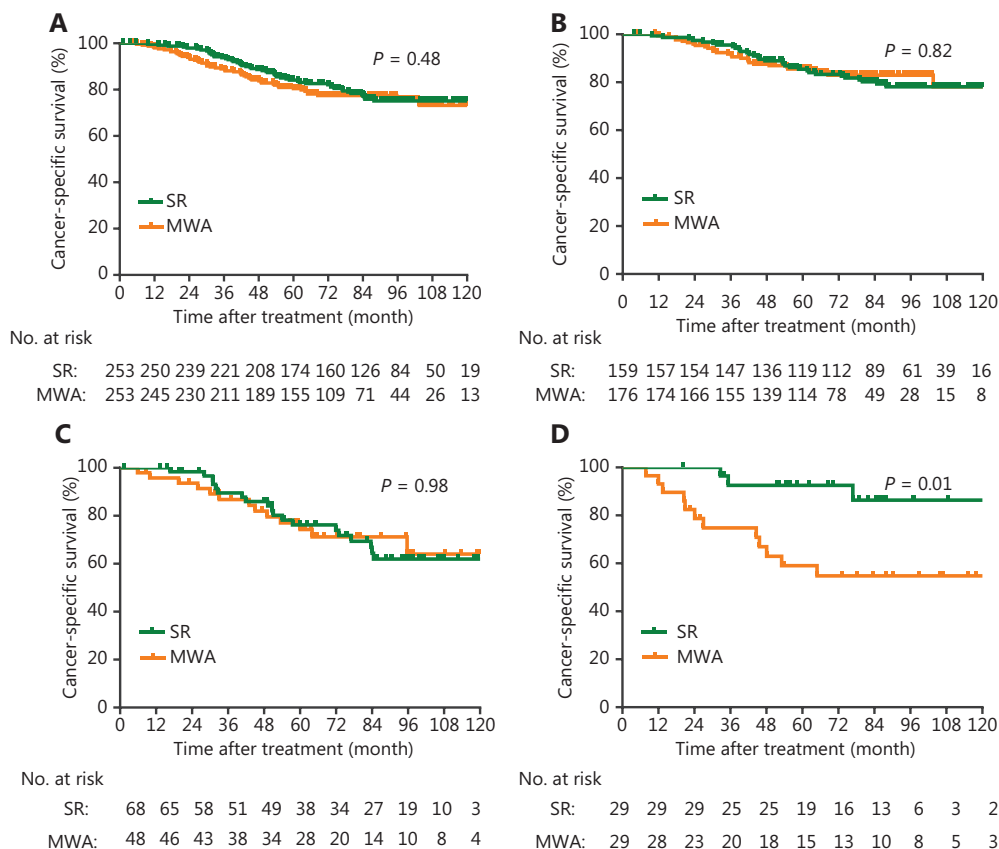 A
Cancer-specific survival (%)
100
80
60
40
20
0
P = 0.48
SR
MWA
0 12 24 36 48 60 72 84 96 108 120
Time after treatment (month)
No. at risk
SR: 253 250 239 221 208 174 160 126 84 50 19
MWA: 253 245 230 211 189 155 109 71 44 26 13
B
Cancer-specific survival (%)
100
80
60
40
20
0
P = 0.82
SR
MWA
0 12 24 36 48 60 72 84 96 108 120
Time after treatment (month)
No. at risk
SR: 159 157 154 147 136 119 112 89 61 39 16
MWA: 176 174 166 155 139 114 78 49 28 15 8
C
Cancer-specific survival (%)
100
80
60
40
20
0
P = 0.98
SR
MWA
0 12 24 36 48 60 72 84 96 108 120
Time after treatment (month)
No. at risk
SR: 68 65 58 51 49 38 34 27 19 10 3
MWA: 48 46 43 38 34 28 20 14 10 8 4
D
Cancer-specific survival (%)
100
80
60
40
20
0
P = 0.01
SR
MWA
0 12 24 36 48 60 72 84 96 108 120
Time after treatment (month)
No. at risk
SR: 29 29 29 25 25 19 16 13 6 3 2
MWA: 29 28 23 20 18 15 13 10 8 5 3